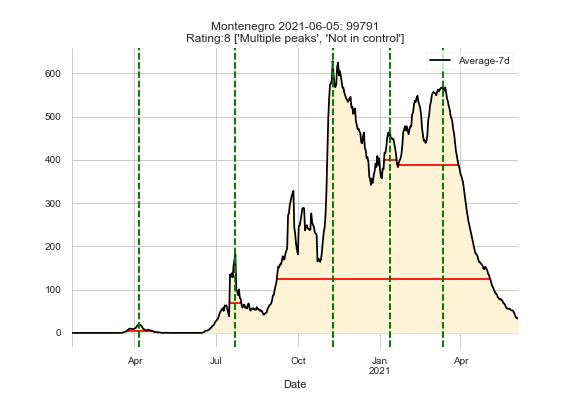 Montenegro 2021-06-05: 99791
Rating:8 ['Multiple peaks', 'Not in control']
Average-7d
600
500
400
300
200
100
0
Apr
Jul
Oct
Jan
2021
Apr
Date